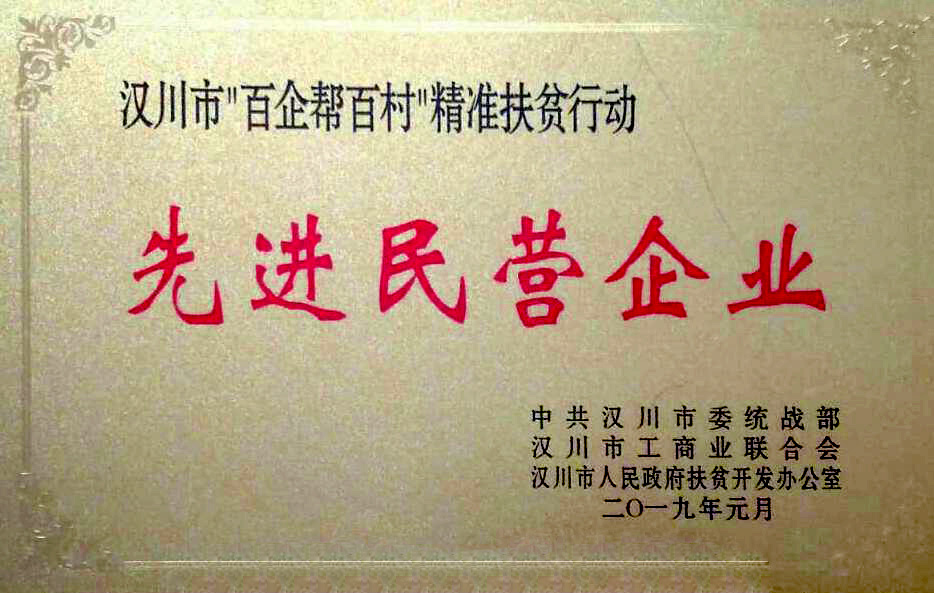 汉川市"百企帮百村"精准扶贫行动
先进民营企业
中共汉川市委统战部
汉川市工商业联合会
汉川市人民政府扶贫开发办公室
二〇一九年元月